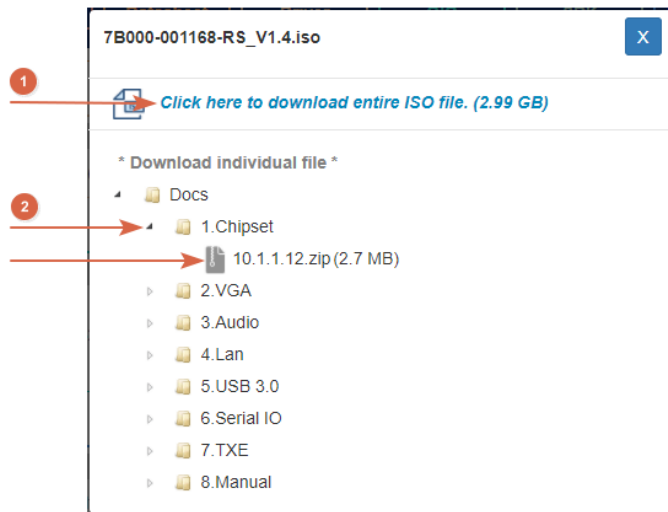 7B000-001168-RS_V1.4.iso
X
1
Click here to download entire ISO file. (2.99 GB)
* Download individual file *
Docs
2
1.Chipset
10.1.1.12.zip (2.7 MB)
2.VGA
3.Audio
4.Lan
5.USB 3.0
6.Serial IO
7.TXE
8.Manual